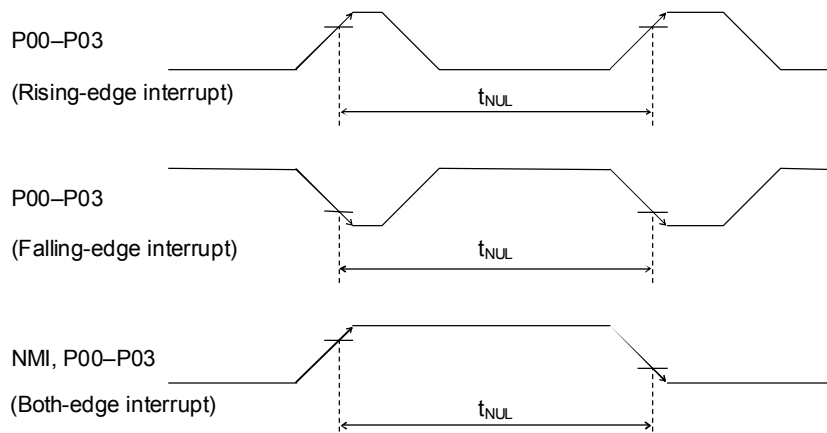 P00–P03
(Rising-edge interrupt)
tNUL
P00–P03
(Falling-edge interrupt)
tNUL
NMI, P00–P03
(Both-edge interrupt)
tNUL